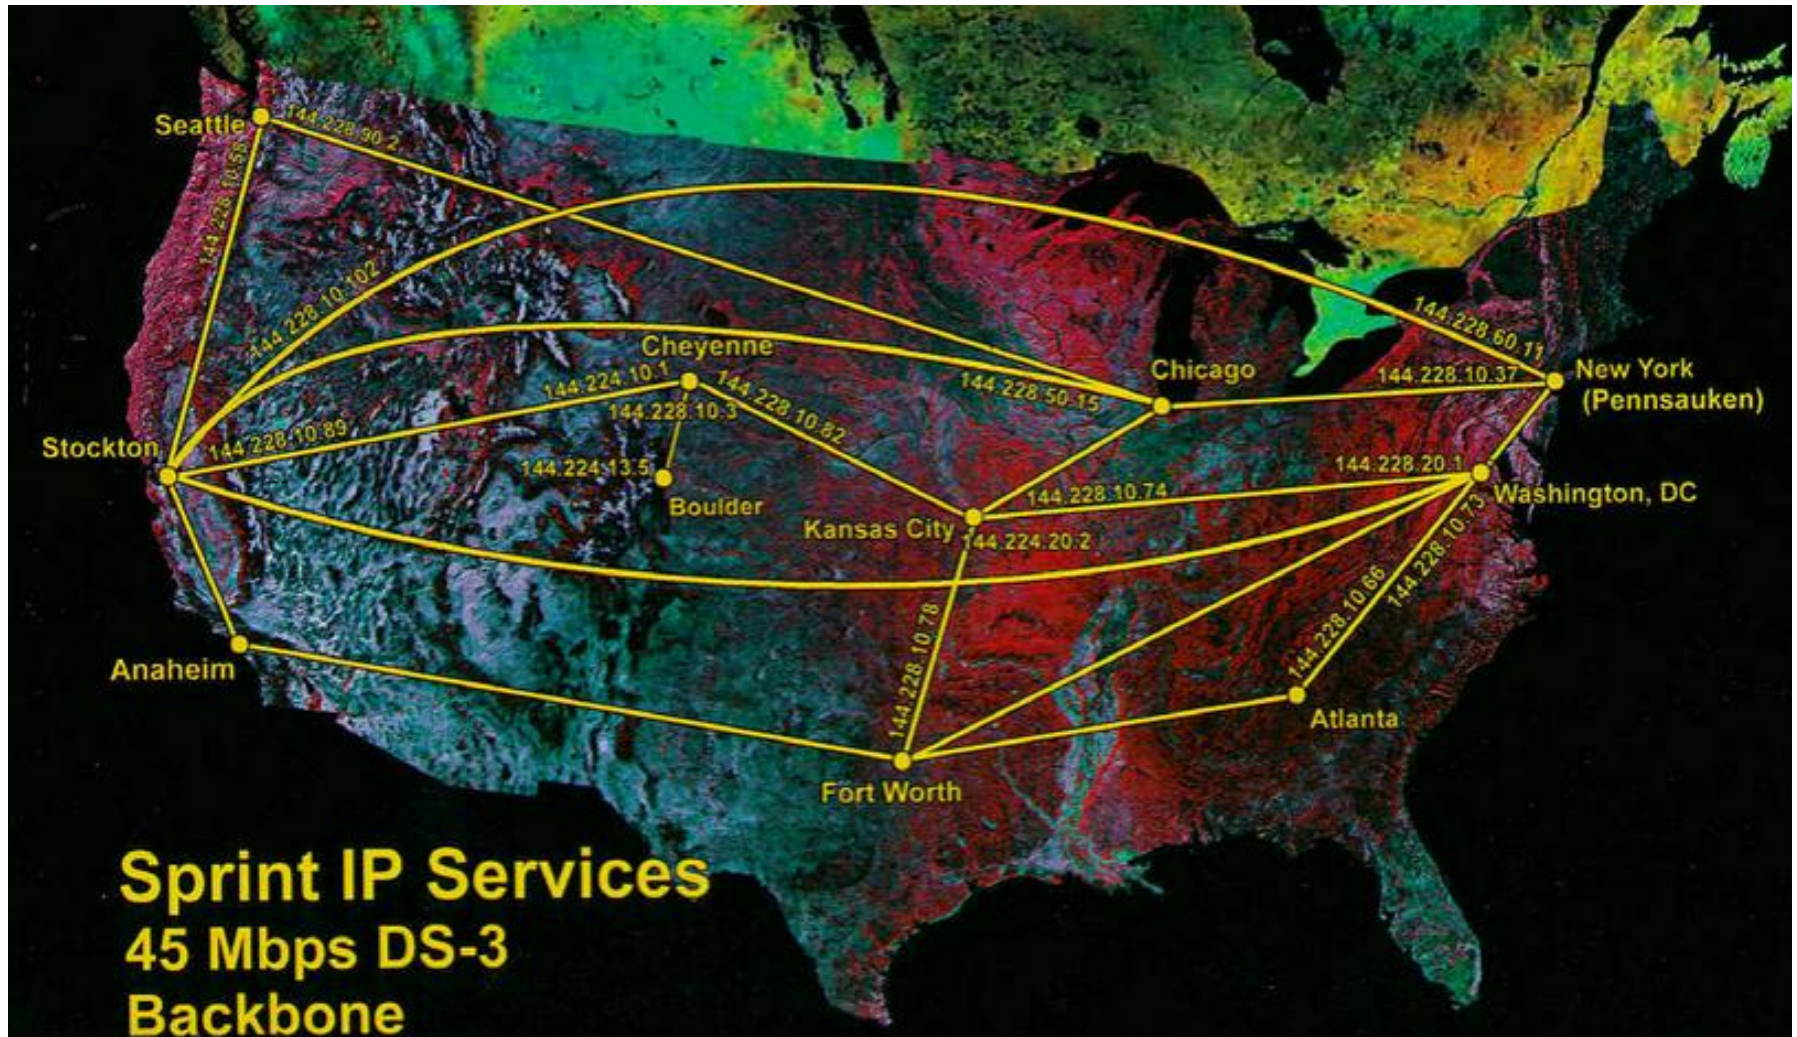 Seattle
144.228.90.2
144.228.10.58
144.228.10.102
Cheyenne
144.224.10.1
144.228.10.3
144.228.10.82
144.228.50.15
Chicago
144.228.60.11
144.228.10.37
New York
(Pennsauken)
Stockton
144.228.10.89
144.224.13.5
Boulder
Kansas City
144.228.10.74
144.224.20.2
144.228.20.1
Washington, DC
144.228.10.73
144.228.10.66
144.228.10.78
Anaheim
Atlanta
Fort Worth
Sprint IP Services
45 Mbps DS-3
Backbone